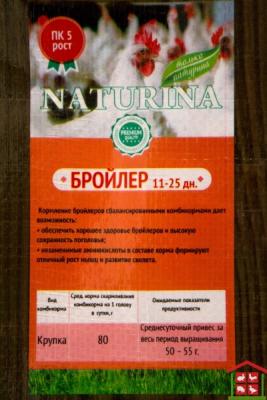 ПК 5
рост
только
натурина
NATURINA
PREMIUM
QUALITY
БРОЙЛЕР 11-25 дн.
Кормление бройлеров сбалансированными комбикормами дает
возможность:
• обеспечить хорошее здоровье бройлеров и высокую
сохранность поголовья;
• незаменимые аминокислоты в составе корма формируют
отличный рост мышц и развитие скелета.
Вид
комбикорма
Сред. норма скармливания
комбикорма на 1 голову
в сутки, г
Ожидаемые показатели
продуктивности
Крупка
80
Среднесуточный привес за
весь период выращивания
50 – 55 г.